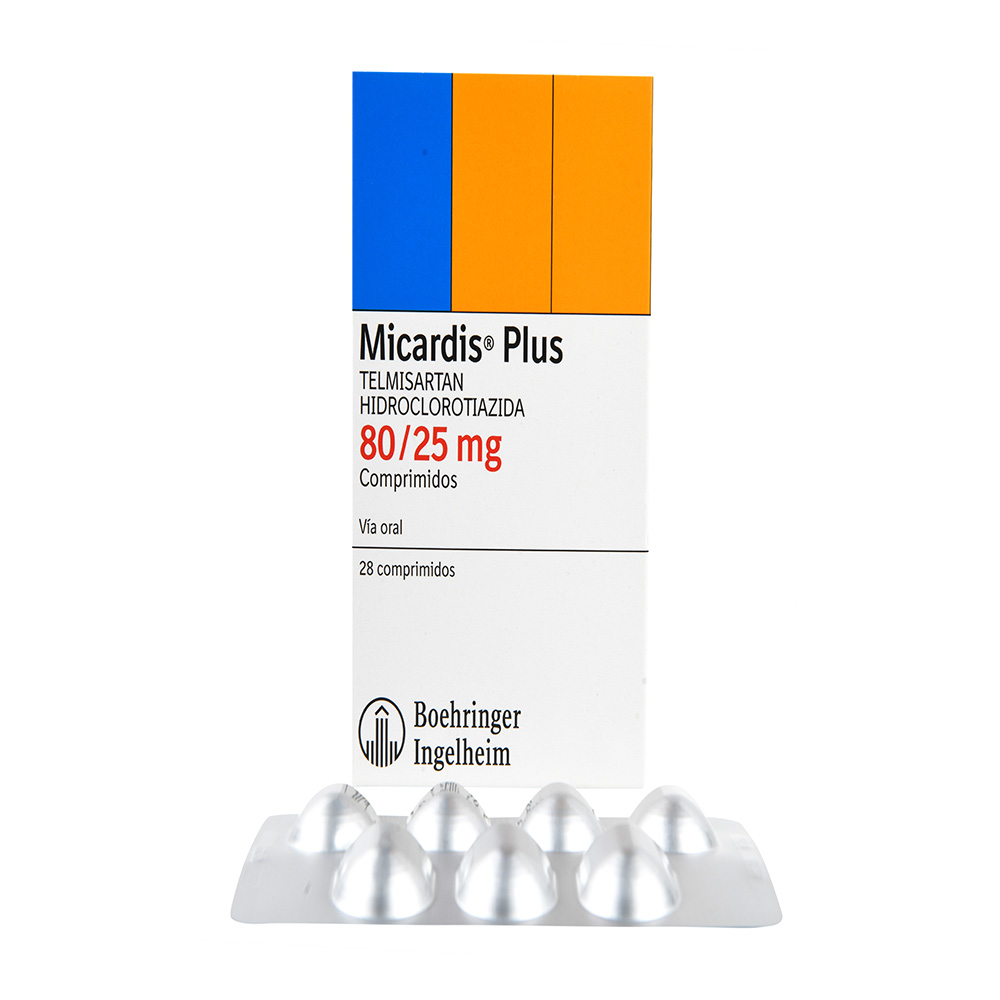 Micardis® Plus
TELMISARTAN
HIDROCLOROTIAZIDA
80/25 mg
Comprimidos
Vía oral
28 comprimidos
Boehringer
Ingelheim